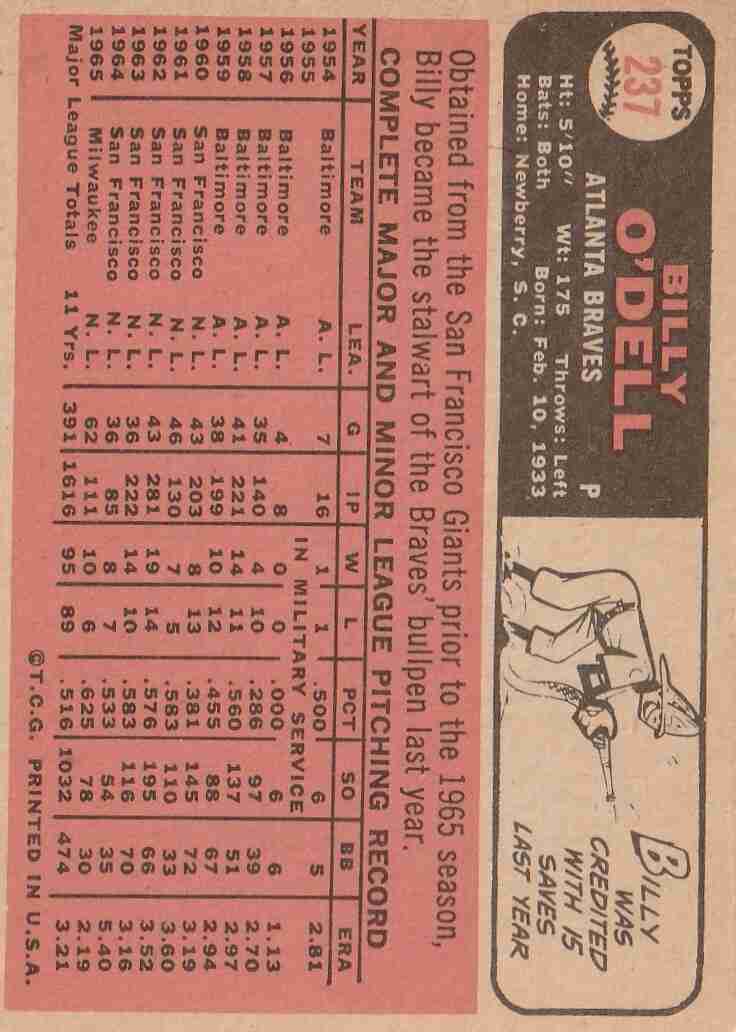 TOPPS
237
BILLY
O'DELL
ATLANTA BRAVES P
Ht: 5'10" Wt: 175 Throws: Left
Bats: Both Born: Feb. 10, 1933
Home: Newberry, S. C.
BILLY
WAS
CREDITED
WITH 15
SAVES
LAST YEAR
Obtained from the San Francisco Giants prior to the 1965 season,
Billy became the stalwart of the Braves' bullpen last year.
COMPLETE MAJOR AND MINOR LEAGUE PITCHING RECORD
YEAR TEAM LEA. G IP W L PCT SO BB ERA
1954 Baltimore A. L. 7 16 1 1 .500 6 5 2.81
1955 IN MILITARY SERVICE
1956 Baltimore A. L. 4 8 0 0 .000 6 6 1.13
1957 Baltimore A. L. 35 140 4 10 .286 97 39 2.70
1958 Baltimore A. L. 41 221 14 11 .560 137 51 2.97
1959 Baltimore A. L. 38 199 10 12 .455 88 67 2.94
1960 San Francisco N. L. 43 203 8 13 .381 145 72 3.19
1961 San Francisco N. L. 46 130 7 5 .583 110 33 3.60
1962 San Francisco N. L. 43 281 19 14 .576 195 66 3.52
1963 San Francisco N. L. 36 222 14 10 .583 116 70 3.16
1964 San Francisco N. L. 36 85 8 7 .533 54 35 5.40
1965 Milwaukee N. L. 62 111 10 6 .625 78 30 2.19
Major League Totals 11 Yrs. 391 1616 95 89 .516 1032 474 3.21
©T.C.G. PRINTED IN U.S.A.